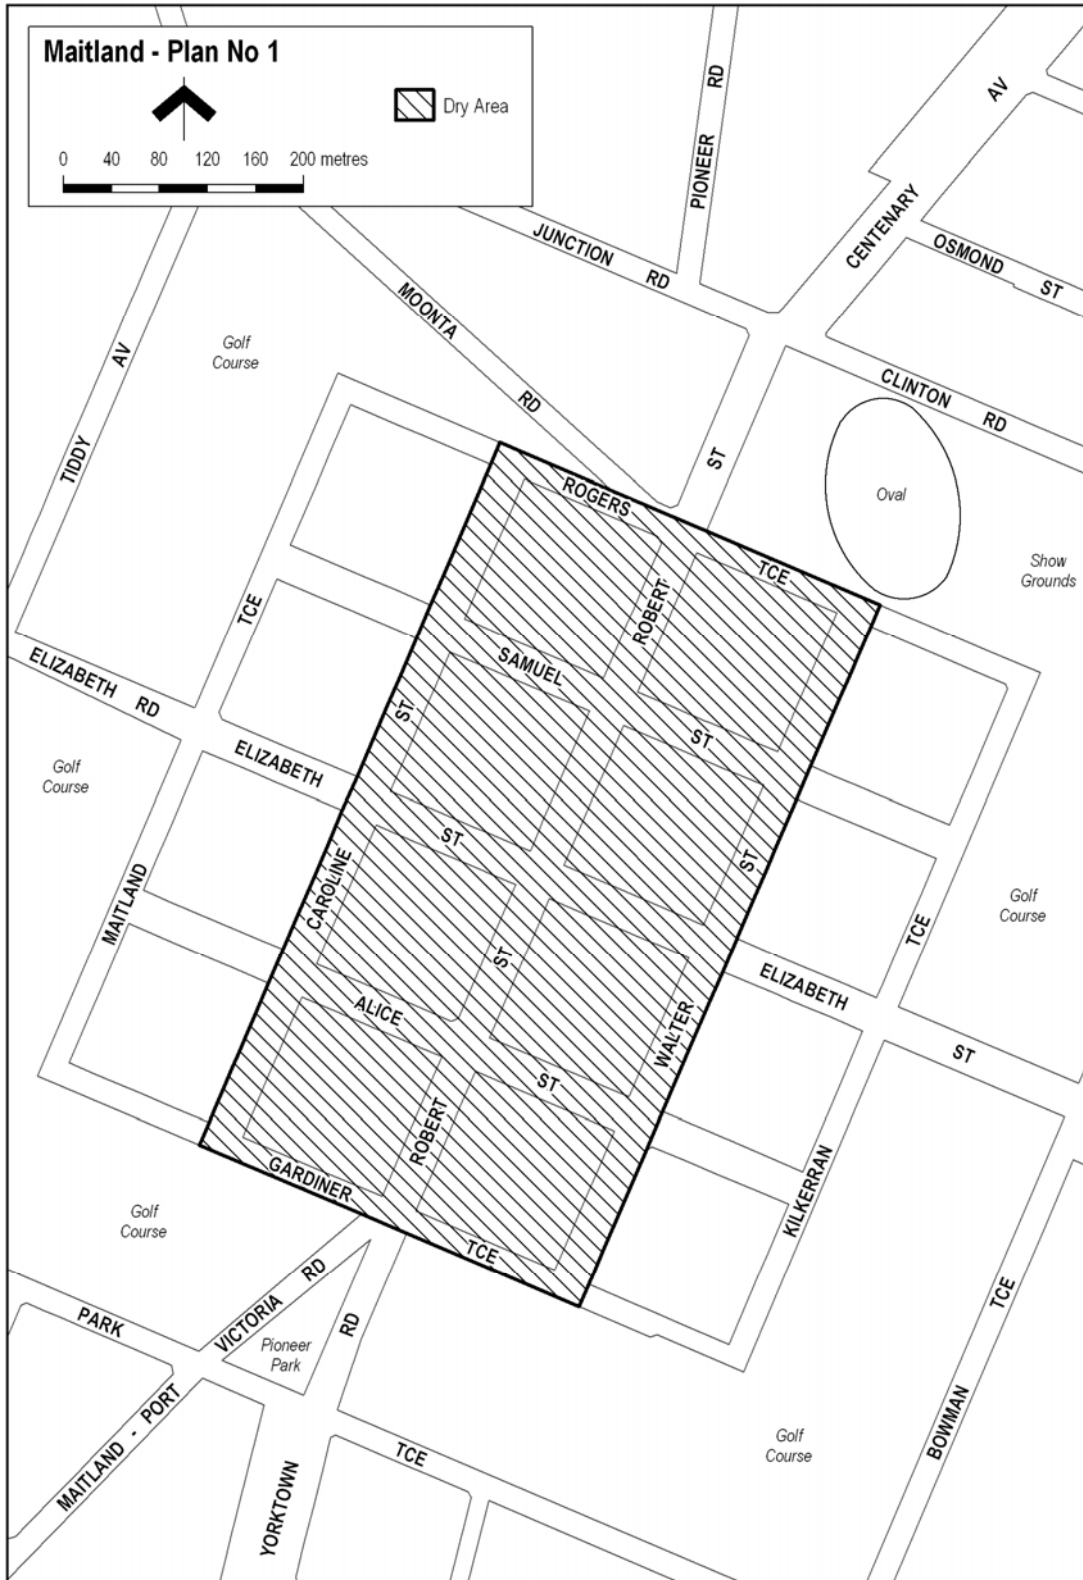 Maitland - Plan No 1
Dry Area
0 40 80 120 160 200 metres
PIONEER RD
AV
CENTENARY
JUNCTION RD
OSMOND ST
MOONTA RD
Golf
Course
AV
TIDDY
CLINTON RD
ST
Oval
ROGERS TCE
Show
Grounds
ROBERT
TCE
SAMUEL ST
ELIZABETH RD
ST
Golf
Course
ELIZABETH ST
ST
CAROLINE
MAITLAND
Golf
Course
TCE
ST
ELIZABETH ST
ALICE ST
WALTER
ROBERT
GARDINER TCE
KILKERRAN
Golf
Course
VICTORIA RD
TCE
PARK
RD
Pioneer
Park
MAITLAND - PORT
BOWMAN
Golf
Course
TCE
YORKTOWN